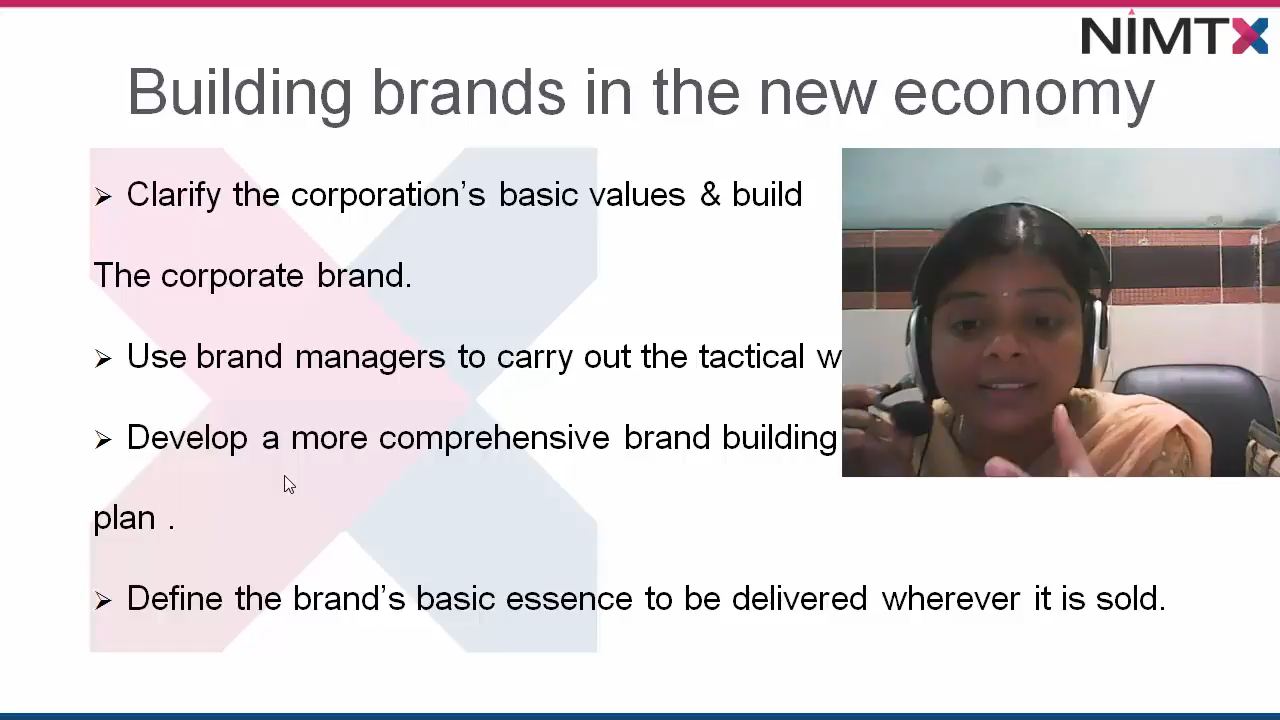 NIMTX
Building brands in the new economy
Clarify the corporation's basic values & build
The corporate brand.
Use brand managers to carry out the tactical
Develop a more comprehensive brand building
plan .
Define the brand's basic essence to be delivered wherever it is sold.